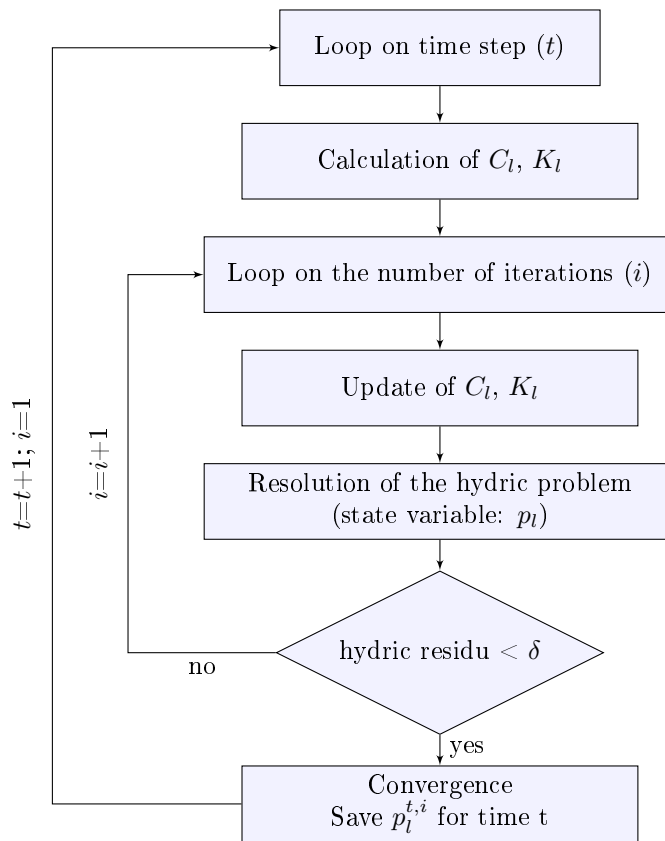 Loop on time step (t)
Calculation of C_l, K_l
Loop on the number of iterations (i)
Update of C_l, K_l
Resolution of the hydric problem
(state variable: p_l)
hydric residu < δ
no
yes
Convergence
Save p_l^{t,i} for time t
i=i+1
t=t+1; i=1